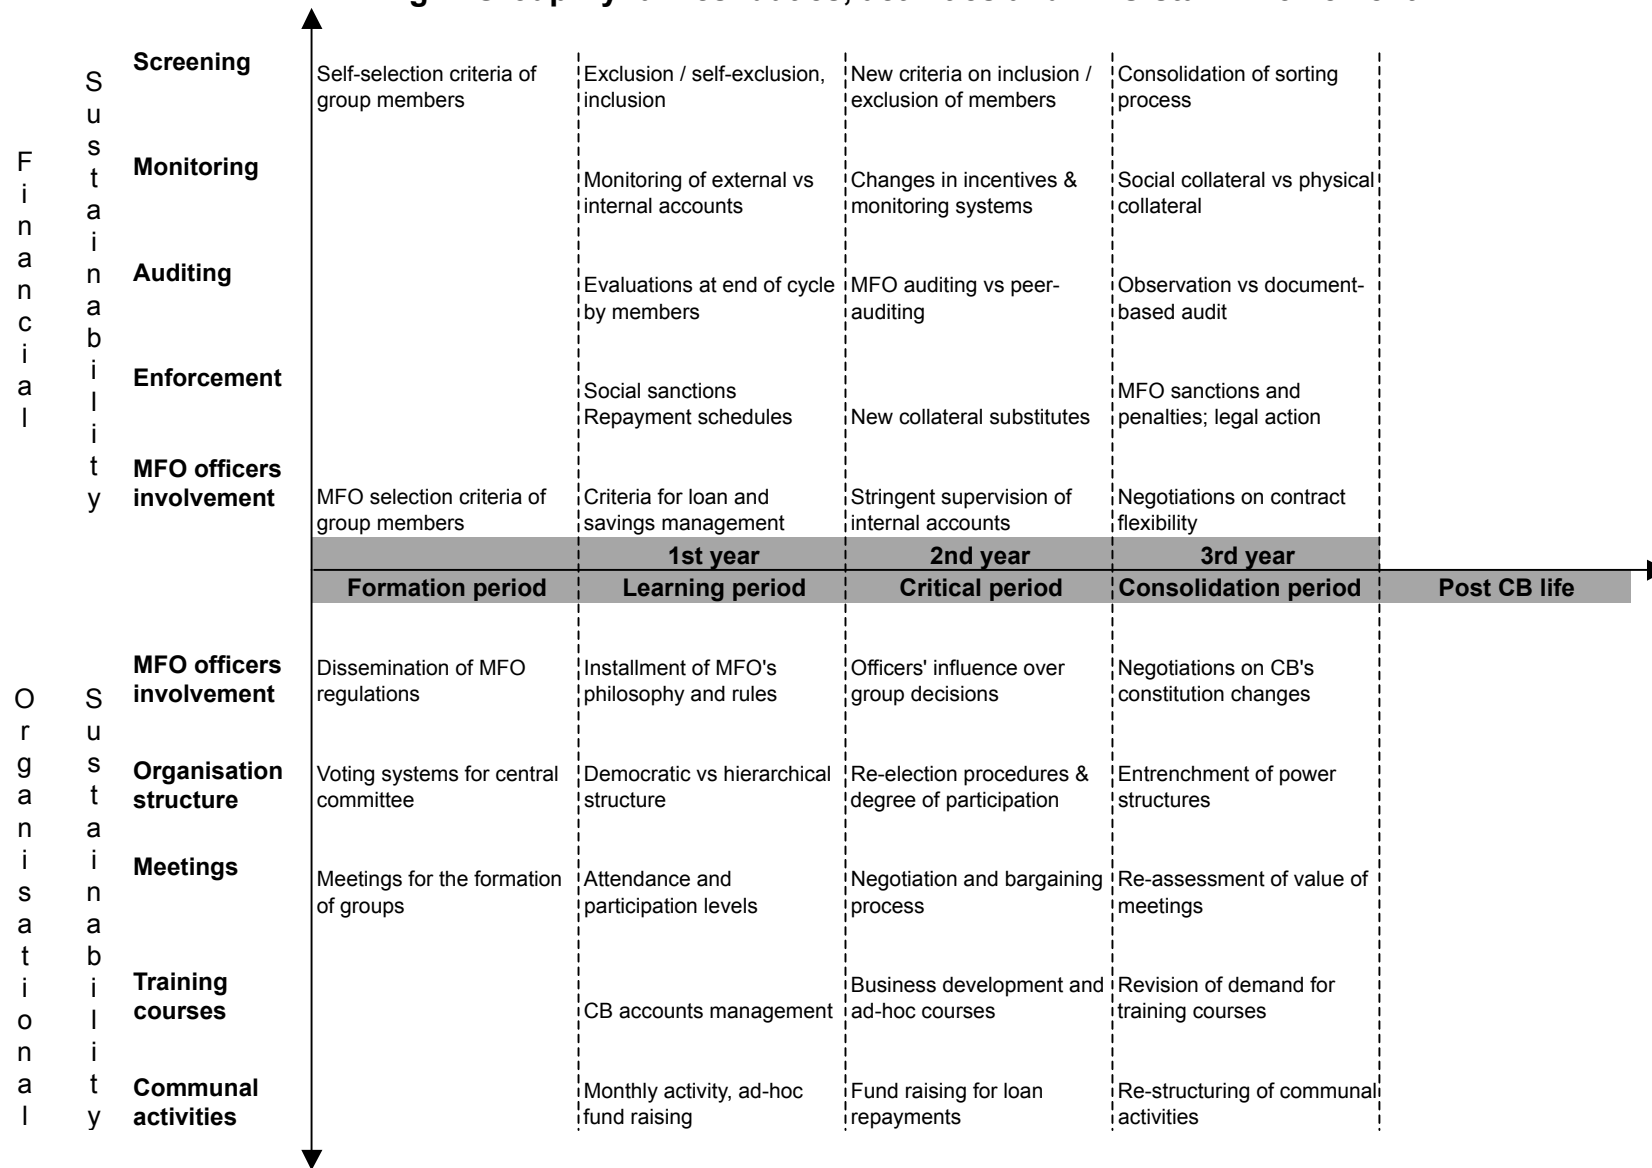 Financial
Sustainability
Screening
Self-selection criteria of
group members
Exclusion / self-exclusion,
inclusion
New criteria on inclusion /
exclusion of members
Consolidation of sorting
process
Monitoring
Monitoring of external vs
internal accounts
Changes in incentives &
monitoring systems
Social collateral vs physical
collateral
Auditing
Evaluations at end of cycle
by members
MFO auditing vs peer-
auditing
Observation vs document-
based audit
Enforcement
Social sanctions
Repayment schedules
New collateral substitutes
MFO sanctions and
penalties; legal action
MFO officers
involvement
MFO selection criteria of
group members
Criteria for loan and
savings management
Stringent supervision of
internal accounts
Negotiations on contract
flexibility
1st year
2nd year
3rd year
Formation period
Learning period
Critical period
Consolidation period
Post CB life
Organisational
Sustainability
MFO officers
involvement
Dissemination of MFO
regulations
Installment of MFO's
philosophy and rules
Officers' influence over
group decisions
Negotiations on CB's
constitution changes
Organisation
structure
Voting systems for central
committee
Democratic vs hierarchical
structure
Re-election procedures &
degree of participation
Entrenchment of power
structures
Meetings
Meetings for the formation
of groups
Attendance and
participation levels
Negotiation and bargaining
process
Re-assessment of value of
meetings
Training
courses
CB accounts management
Business development and
ad-hoc courses
Revision of demand for
training courses
Communal
activities
Monthly activity, ad-hoc
fund raising
Fund raising for loan
repayments
Re-structuring of communal
activities